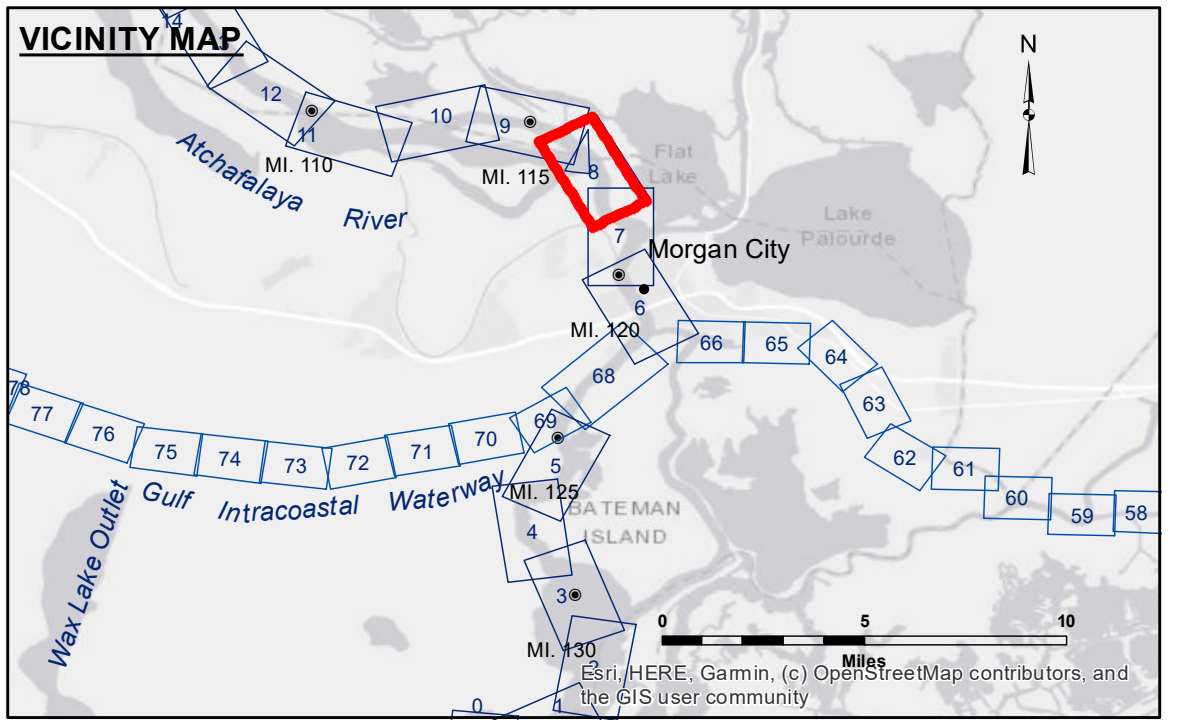 14
VICINITY MAP
N
12
10
9
11
MI. 110
MI. 115
8
Flat
Lake
Atchafalaya
River
Lake
Palourde
7
Morgan City
6
MI. 120
66
65
64
68
63
78
77
76
75
74
73
72
71
70
69
5
62
61
60
59
58
Gulf Intracoastal Waterway
MI. 125
BATEMAN
ISLAND
4
Wax Lake Outlet
3
MI. 130
2
0
1
0 5 10
Miles
Esri, HERE, Garmin, (c) OpenStreetMap contributors, and
the GIS user community